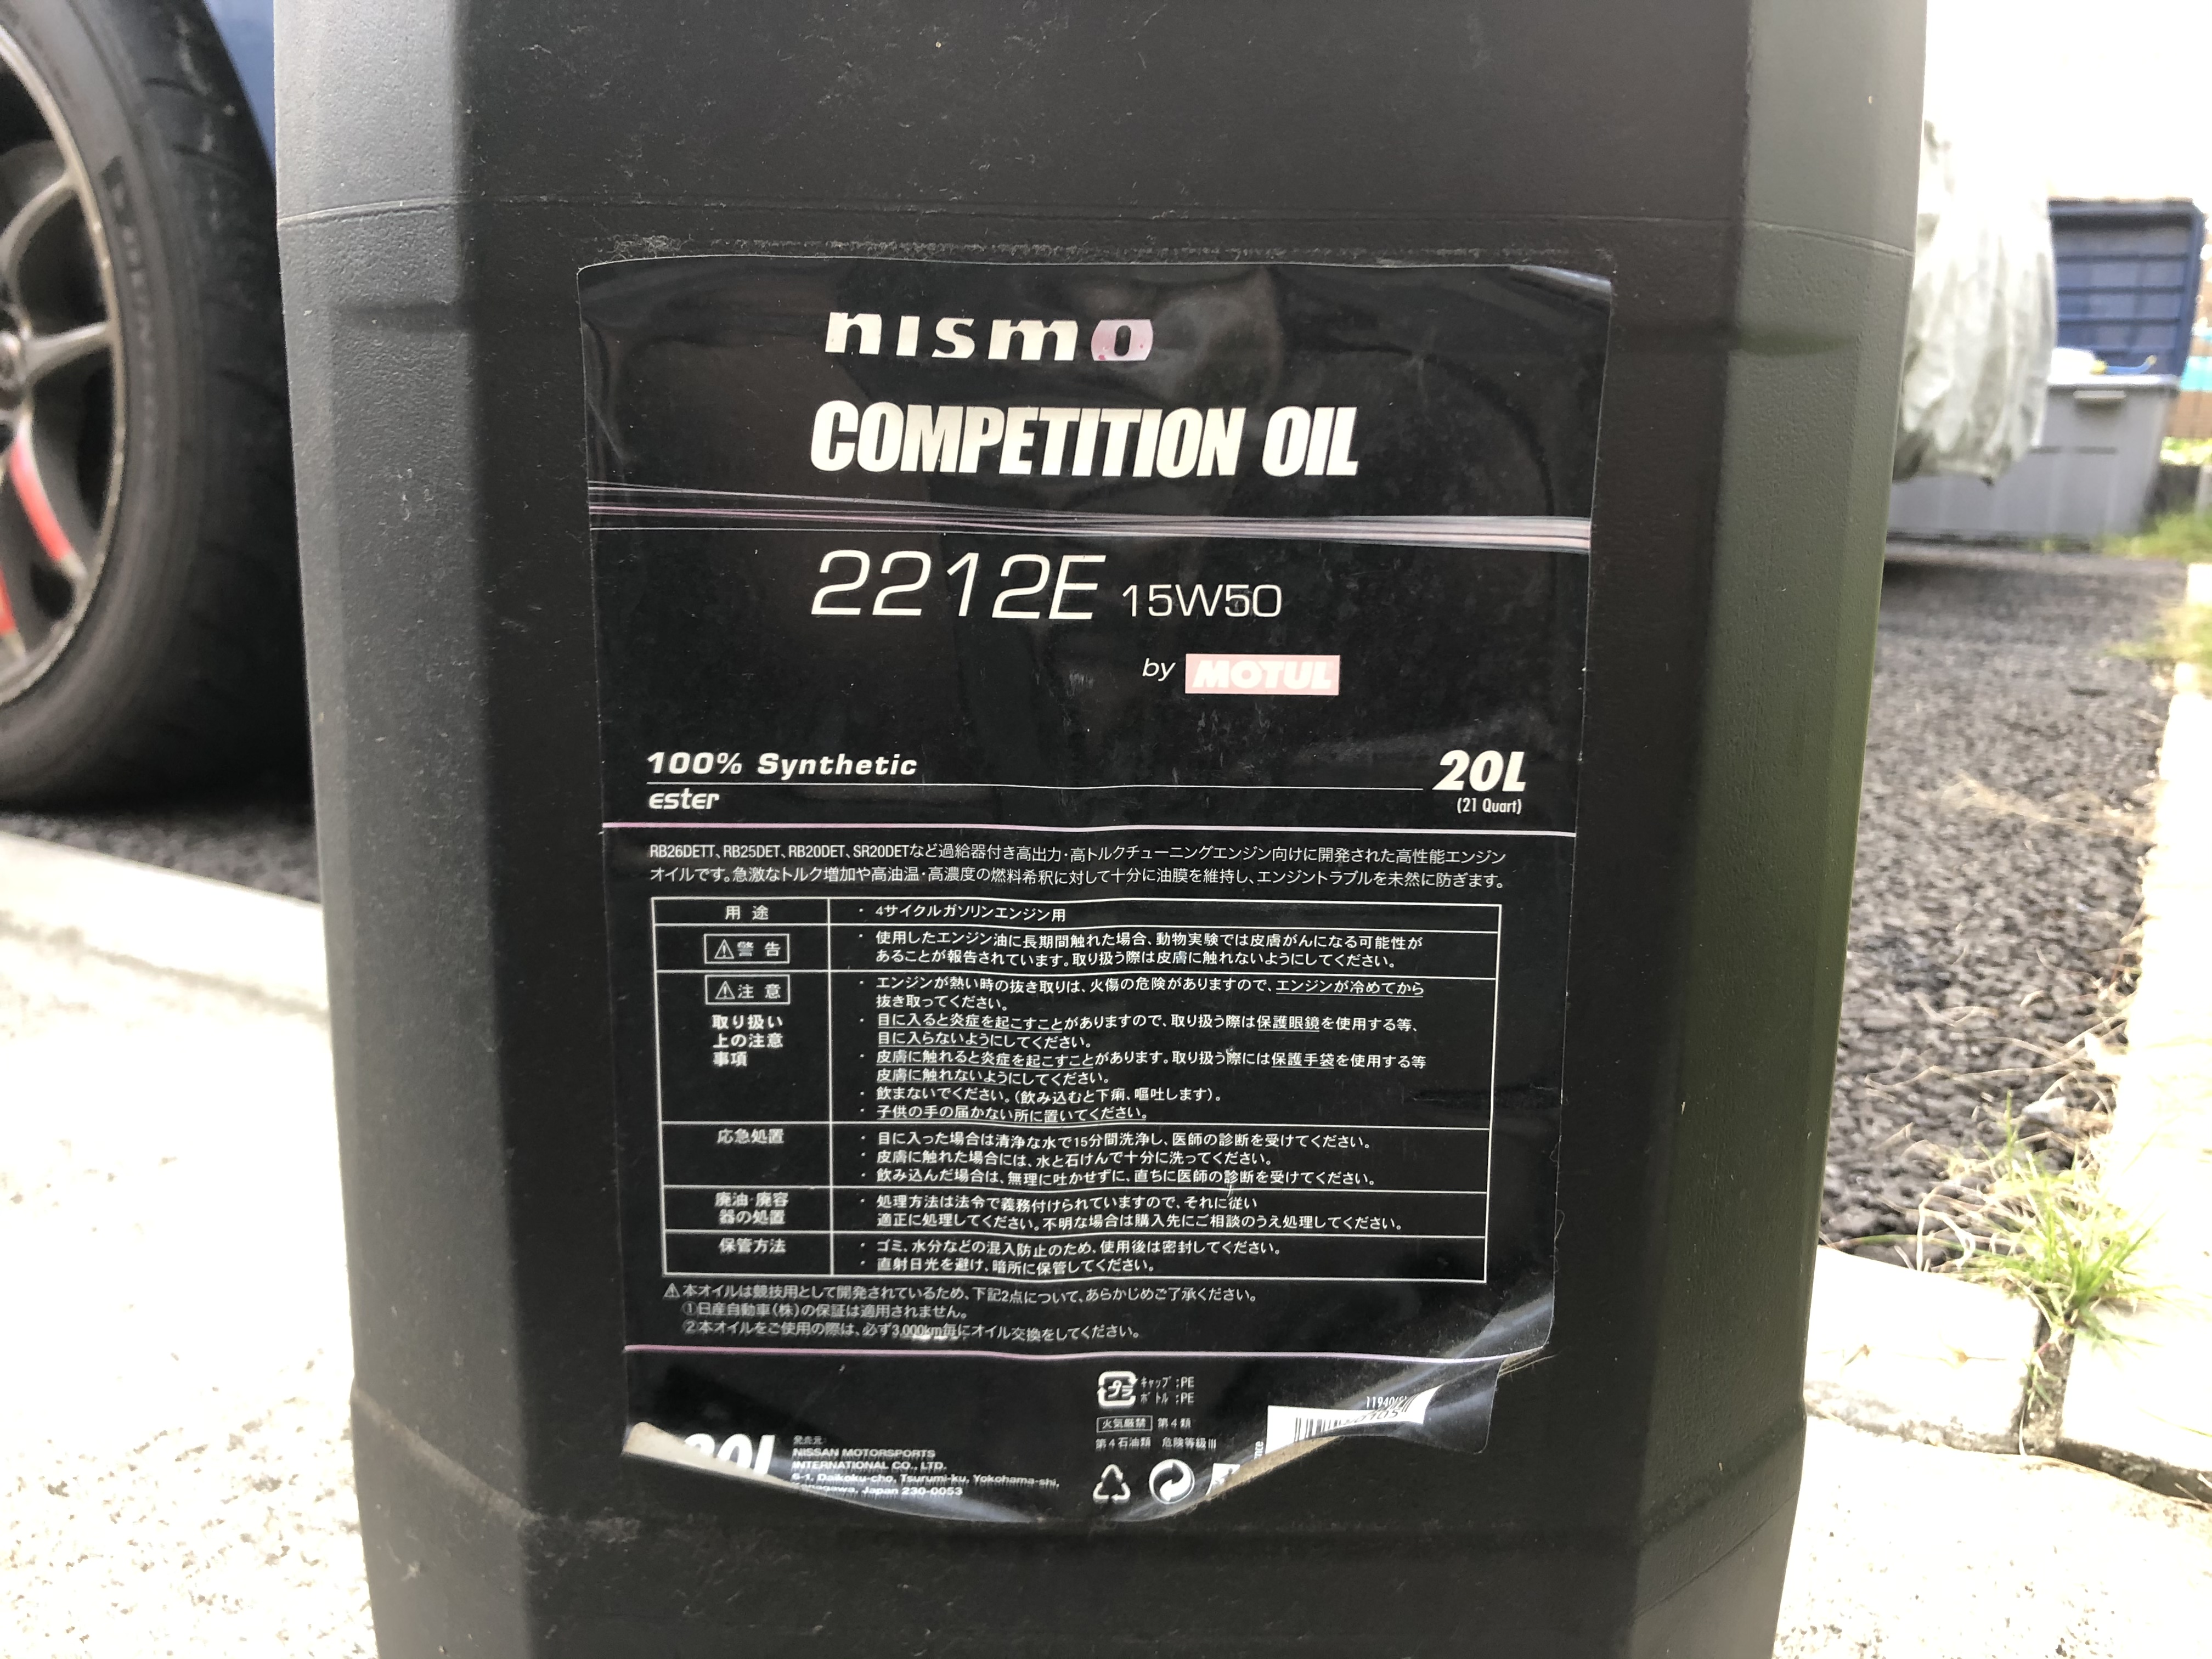 nismo
COMPETITION OIL
2212E 15W50
by MOTUL
100% Synthetic
ester
20L
(21 Quart)
RB26DETT、RB25DET、RB20DET、SR20DETなど過給器付き高出力・高トルクチューニングエンジン向けに開発された高性能エンジン
オイルです。急激なトルク増加や高油温・高濃度の燃料希釈に対して十分に油膜を維持し、エンジントラブルを未然に防ぎます。
用 途
・ 4サイクルガソリンエンジン用
⚠警 告
・ 使用したエンジン油に長期間触れた場合、動物実験では皮膚がんになる可能性が
あることが報告されています。取り扱う際は皮膚に触れないようにしてください。
⚠注 意
取り扱い
上の注意
事項
・ エンジンが熱い時の抜き取りは、火傷の危険がありますので、エンジンが冷めてから
抜き取ってください。
・ 目に入ると炎症を起こすことがありますので、取り扱う際は保護眼鏡を使用する等、
目に入らないようにしてください。
・ 皮膚に触れると炎症を起こすことがあります。取り扱う際には保護手袋を使用する等
皮膚に触れないようにしてください。
・ 飲まないでください。(飲み込むと下痢、嘔吐します)。
・ 子供の手の届かない所に置いてください。
応急処置
・ 目に入った場合は清浄な水で15分間洗浄し、医師の診断を受けてください。
・ 皮膚に触れた場合には、水と石けんで十分に洗ってください。
・ 飲み込んだ場合は、無理に吐かせずに、直ちに医師の診断を受けてください。
廃油・廃容
器の処置
・ 処理方法は法令で義務付けられていますので、それに従い
適正に処理してください。不明な場合は購入先にご相談のうえ処理してください。
保管方法
・ ゴミ、水分などの混入防止のため、使用後は密封してください。
・ 直射日光を避け、暗所に保管してください。
⚠本オイルは競技用として開発されているため、下記2点について、あらかじめご了承ください。
①日産自動車(株)の保証は適用されません。
②本オイルをご使用の際は、必ず3,000km毎にオイル交換をしてください。
プラ
キャップ:PE
ボトル:PE
火気厳禁 第4類
第4石油類 危険等級Ⅲ
20L
発売元:
NISSAN MOTORSPORTS
INTERNATIONAL CO., LTD.
6-1, Daikoku-cho, Tsurumi-ku, Yokohama-shi,
Kanagawa, Japan 230-0053